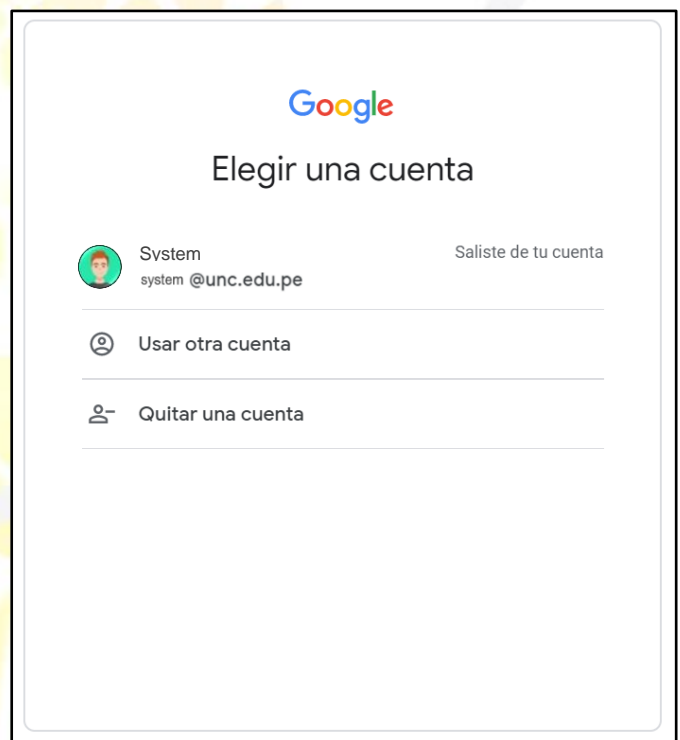 Google
Elegir una cuenta
System
Saliste de tu cuenta
system @unc.edu.pe
Usar otra cuenta
Quitar una cuenta